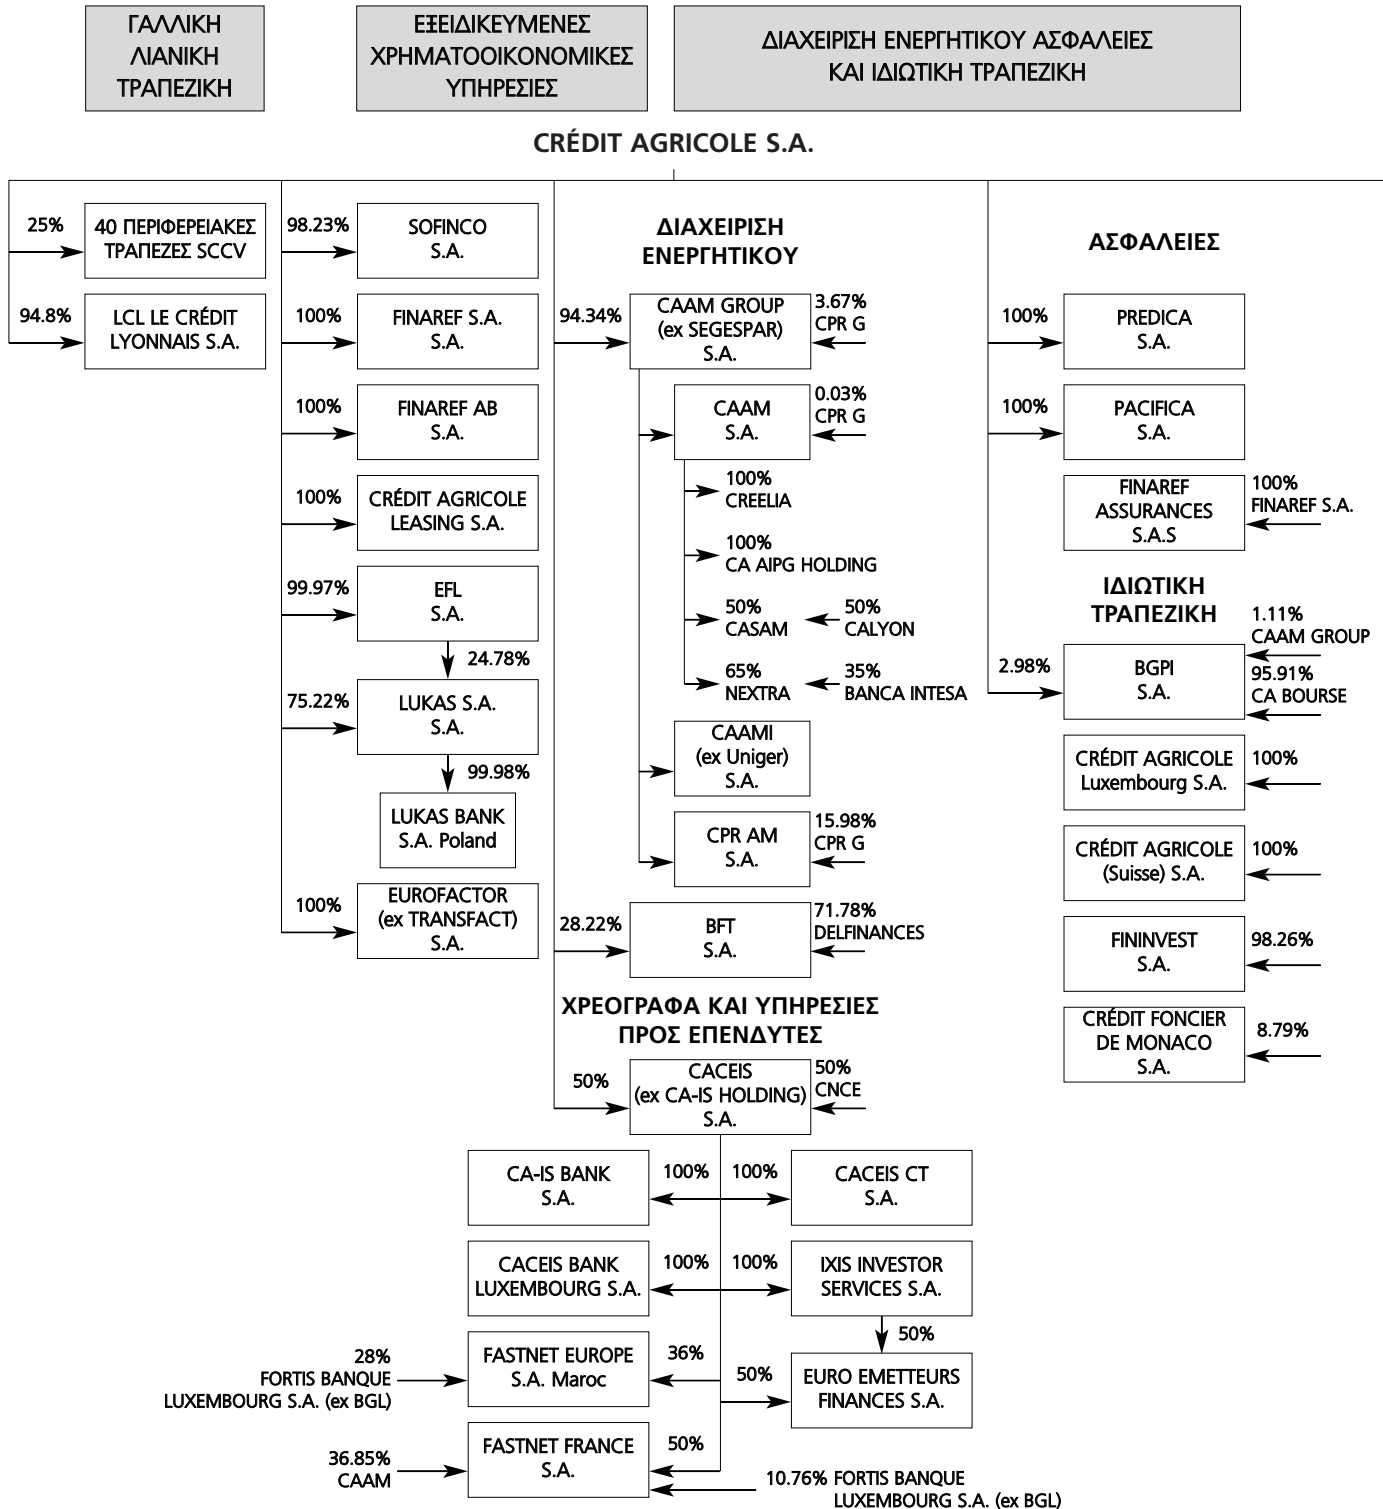 ΓΑΛΛΙΚΗ
ΛΙΑΝΙΚΗ
ΤΡΑΠΕΖΙΚΗ
ΕΞΕΙΔΙΚΕΥΜΕΝΕΣ
ΧΡΗΜΑΤΟΟΙΚΟΝΟΜΙΚΕΣ
ΥΠΗΡΕΣΙΕΣ
ΔΙΑΧΕΙΡΙΣΗ ΕΝΕΡΓΗΤΙΚΟΥ ΑΣΦΑΛΕΙΕΣ
ΚΑΙ ΙΔΙΩΤΙΚΗ ΤΡΑΠΕΖΙΚΗ
CRÉDIT AGRICOLE S.A.
25%
40 ΠΕΡΙΦΕΡΕΙΑΚΕΣ
ΤΡΑΠΕΖΕΣ SCCV
94.8%
LCL LE CRÉDIT
LYONNAIS S.A.
98.23%
SOFINCO
S.A.
100%
FINAREF S.A.
S.A.
100%
FINAREF AB
S.A.
100%
CRÉDIT AGRICOLE
LEASING S.A.
99.97%
EFL
S.A.
24.78%
75.22%
LUKAS S.A.
S.A.
99.98%
LUKAS BANK
S.A. Poland
100%
EUROFACTOR
(ex TRANSFACT)
S.A.
ΔΙΑΧΕΙΡΙΣΗ
ΕΝΕΡΓΗΤΙΚΟΥ
94.34%
CAAM GROUP
(ex SEGESPAR)
S.A.
3.67%
CPR G
CAAM
S.A.
0.03%
CPR G
100%
CREELIA
100%
CA AIPG HOLDING
50%
CASAM
50%
CALYON
65%
NEXTRA
35%
BANCA INTESA
CAAMI
(ex Uniger)
S.A.
CPR AM
S.A.
15.98%
CPR G
28.22%
BFT
S.A.
71.78%
DELFINANCES
ΑΣΦΑΛΕΙΕΣ
100%
PREDICA
S.A.
100%
PACIFICA
S.A.
FINAREF
ASSURANCES
S.A.S
100%
FINAREF S.A.
ΙΔΙΩΤΙΚΗ
ΤΡΑΠΕΖΙΚΗ
2.98%
BGPI
S.A.
1.11%
CAAM GROUP
95.91%
CA BOURSE
CRÉDIT AGRICOLE
Luxembourg S.A.
100%
CRÉDIT AGRICOLE
(Suisse) S.A.
100%
FININVEST
S.A.
98.26%
CRÉDIT FONCIER
DE MONACO
S.A.
8.79%
ΧΡΕΟΓΡΑΦΑ ΚΑΙ ΥΠΗΡΕΣΙΕΣ
ΠΡΟΣ ΕΠΕΝΔΥΤΕΣ
50%
CACEIS
(ex CA-IS HOLDING)
S.A.
50%
CNCE
CA-IS BANK
S.A.
100%
100%
CACEIS CT
S.A.
CACEIS BANK
LUXEMBOURG S.A.
100%
100%
IXIS INVESTOR
SERVICES S.A.
50%
28%
FORTIS BANQUE
LUXEMBOURG S.A. (ex BGL)
FASTNET EUROPE
S.A. Maroc
36%
50%
EURO EMETTEURS
FINANCES S.A.
36.85%
CAAM
FASTNET FRANCE
S.A.
50%
10.76% FORTIS BANQUE
LUXEMBOURG S.A. (ex BGL)